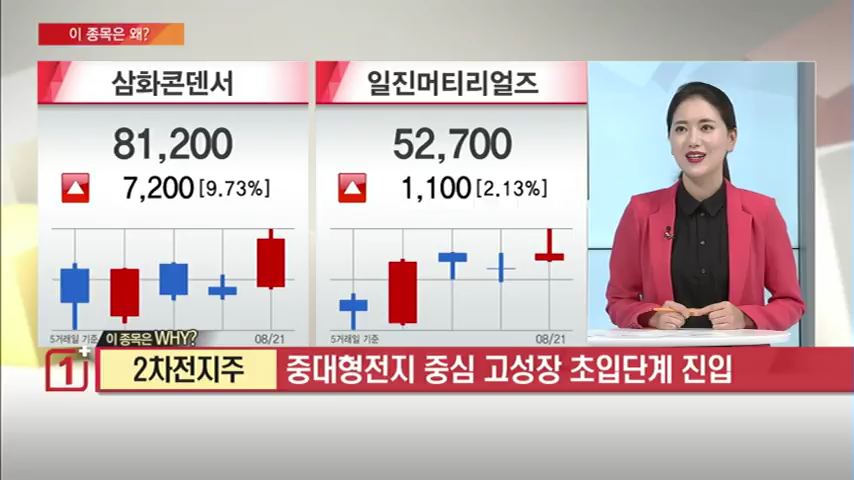 이 종목은 왜?
삼화콘덴서
81,200
7,200 [9.73%]
5거래일 기준
08/21
일진머티리얼즈
52,700
1,100 [2.13%]
5거래일 기준
08/21
이 종목은 WHY?
1+
2차전지주
중대형전지 중심 고성장 초입단계 진입